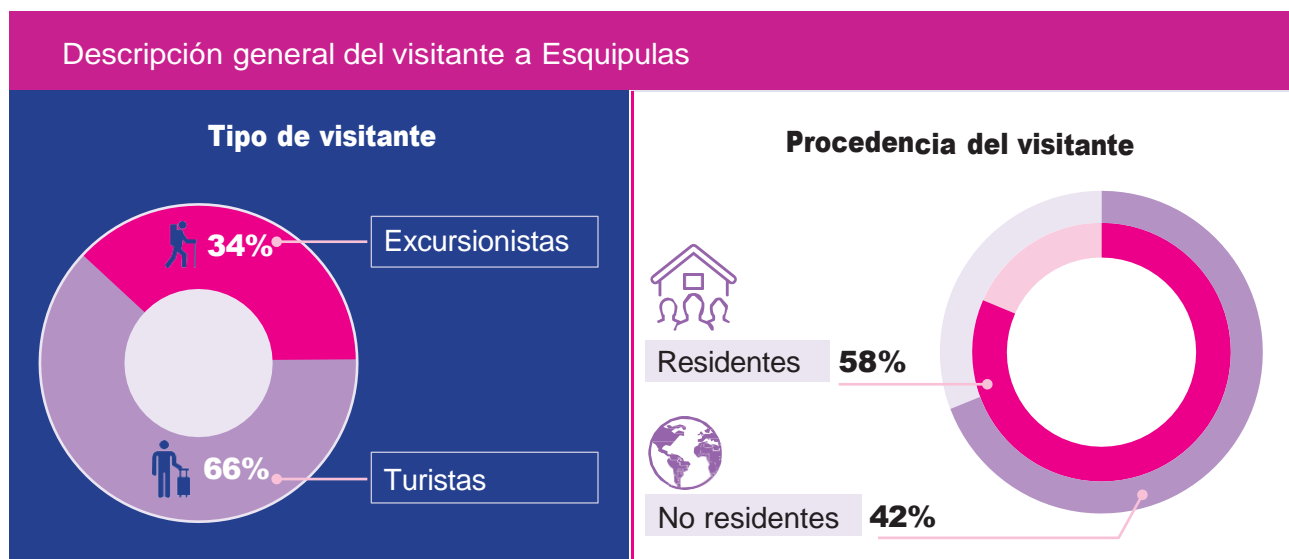 Descripción general del visitante a Esquipulas
Tipo de visitante
34%
Excursionistas
66%
Turistas
Procedencia del visitante
Residentes 58%
No residentes 42%